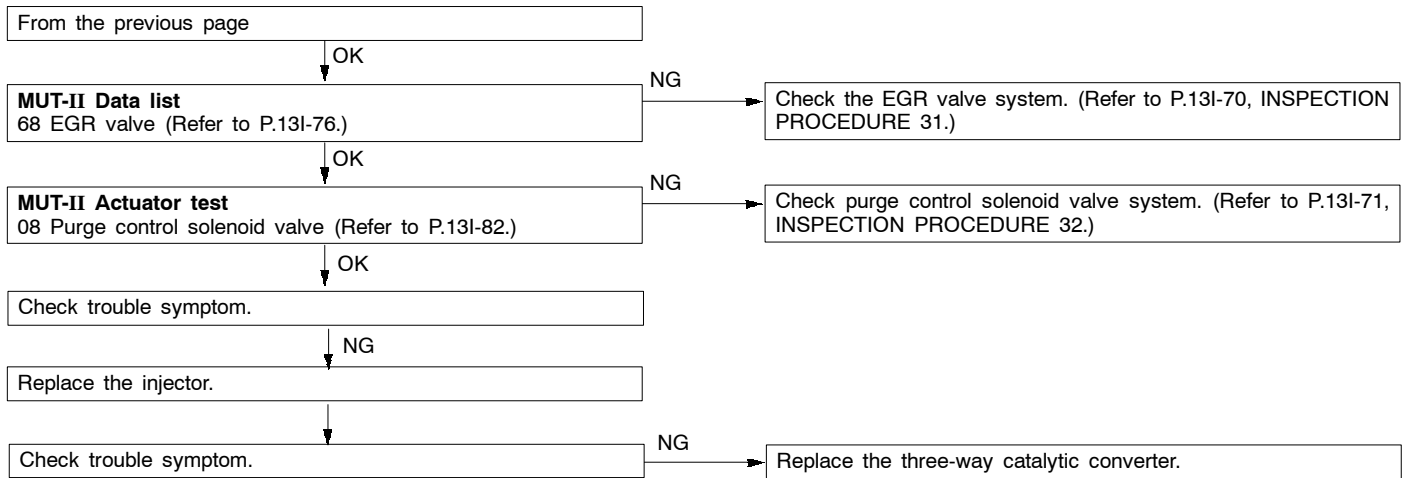 From the previous page
OK
MUT-II Data list
68 EGR valve (Refer to P.13I-76.)
NG
Check the EGR valve system. (Refer to P.13I-70, INSPECTION
PROCEDURE 31.)
OK
MUT-II Actuator test
08 Purge control solenoid valve (Refer to P.13I-82.)
NG
Check purge control solenoid valve system. (Refer to P.13I-71,
INSPECTION PROCEDURE 32.)
OK
Check trouble symptom.
NG
Replace the injector.
Check trouble symptom.
NG
Replace the three-way catalytic converter.